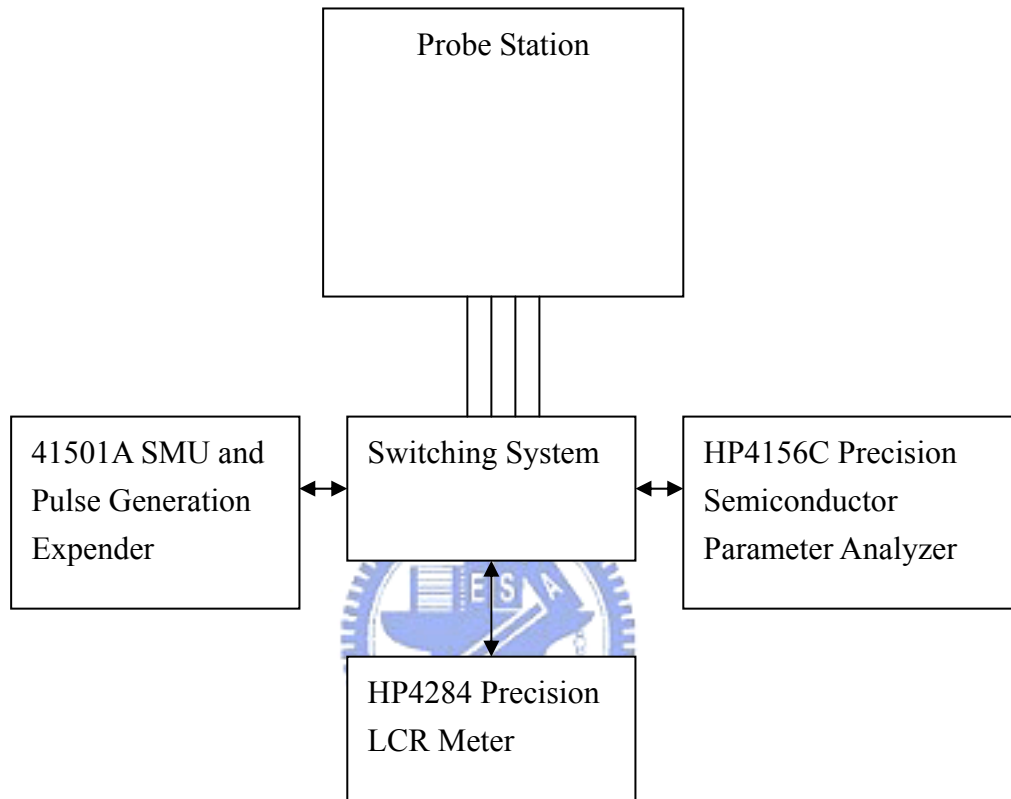 Probe Station
41501A SMU and
Pulse Generation
Expender
Switching System
HP4156C Precision
Semiconductor
Parameter Analyzer
E S A
HP4284 Precision
LCR Meter